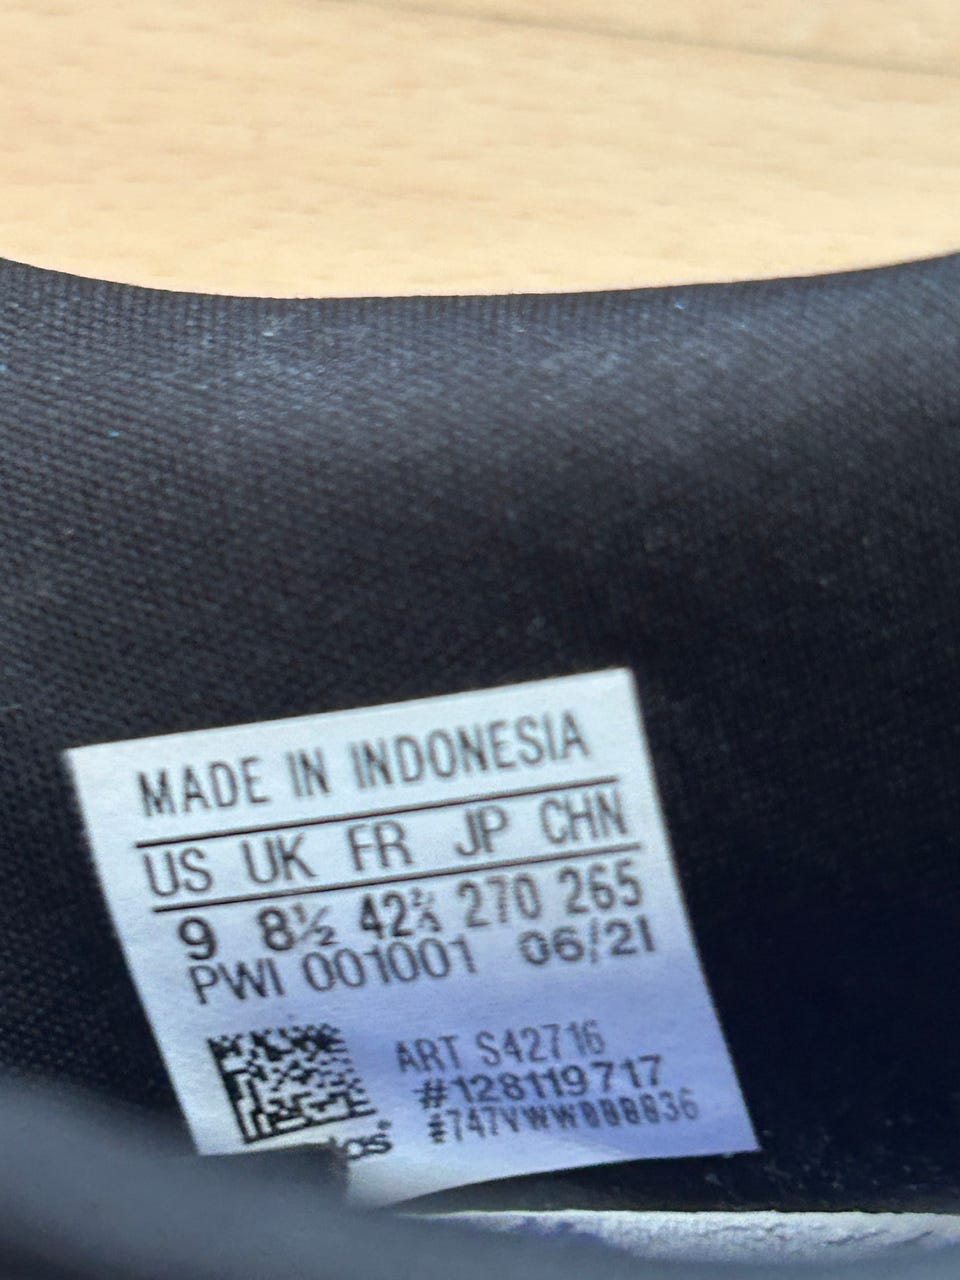 MADE IN INDONESIA
US UK FR JP CHN
9 8½ 42⅔ 270 265
PWI 001001 06/21
ART S42716
#128119717